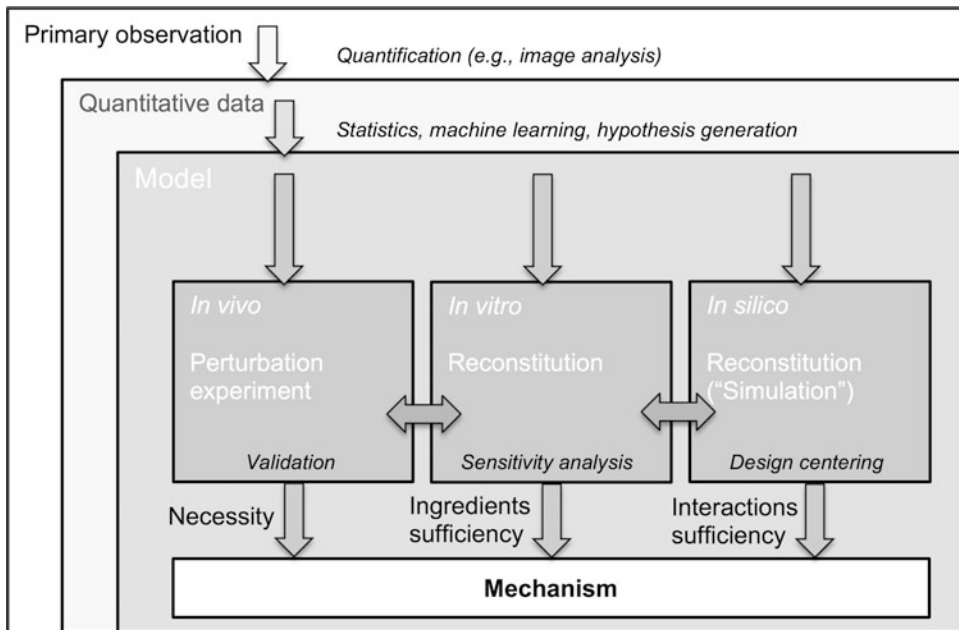 Primary observation
Quantification (e.g., image analysis)
Quantitative data
Statistics, machine learning, hypothesis generation
Model
In vivo
Perturbation
experiment
Validation
In vitro
Reconstitution
Sensitivity analysis
In silico
Reconstitution
(“Simulation”)
Design centering
Necessity
Ingredients
sufficiency
Interactions
sufficiency
Mechanism